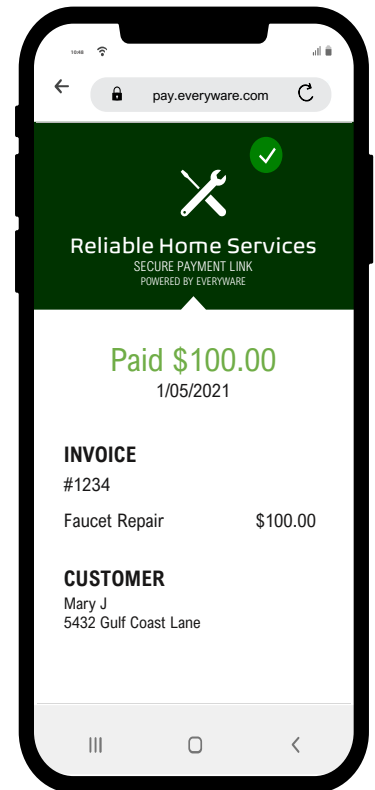 10:46
pay.everyware.com
Reliable Home Services
SECURE PAYMENT LINK
POWERED BY EVERYWARE
Paid $100.00
1/05/2021
INVOICE
#1234
Faucet Repair $100.00
CUSTOMER
Mary J
5432 Gulf Coast Lane